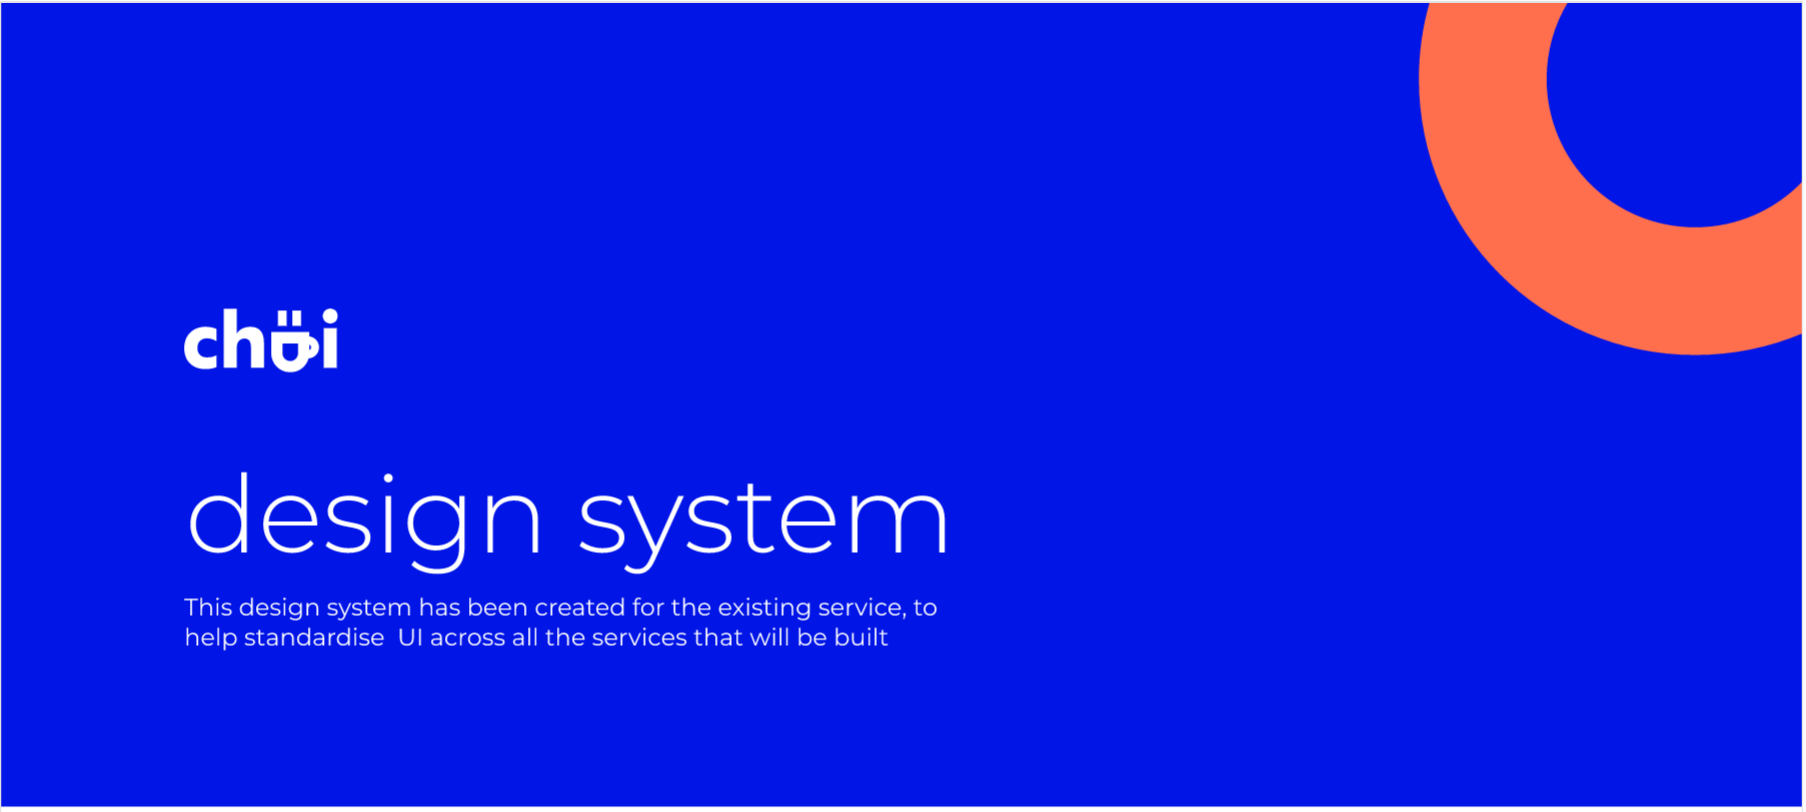 chai
design system
This design system has been created for the existing service, to
help standardise  UI across all the services that will be built